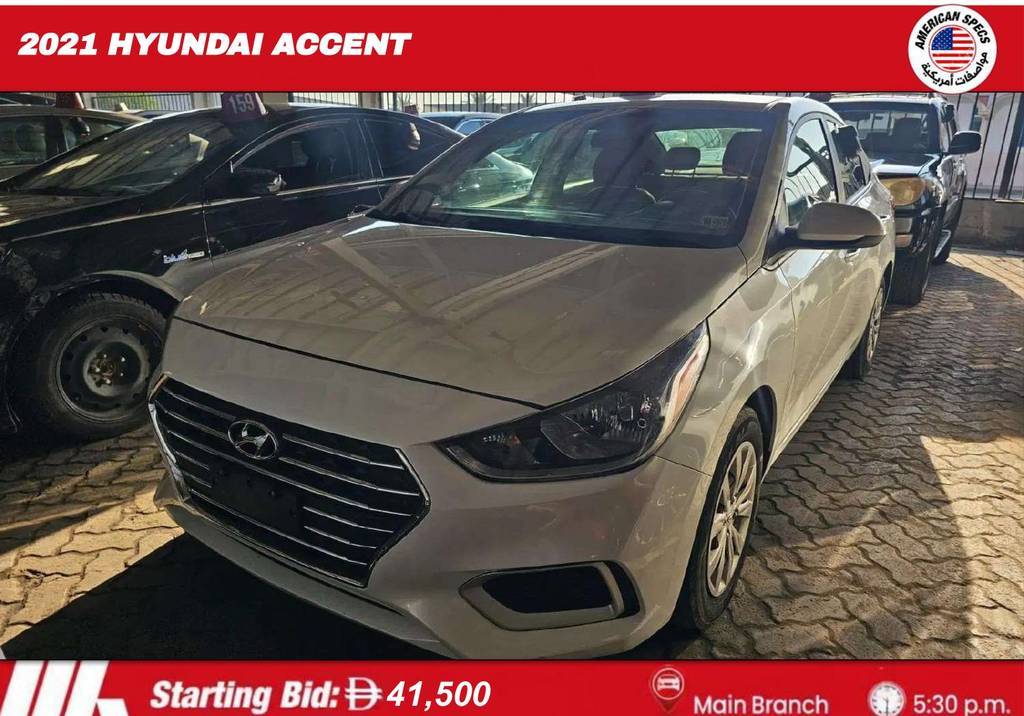 2021 HYUNDAI ACCENT
AMERICAN SPECS
مواصفات أمريكية
159
Starting Bid: 41,500
Main Branch
5:30 p.m.